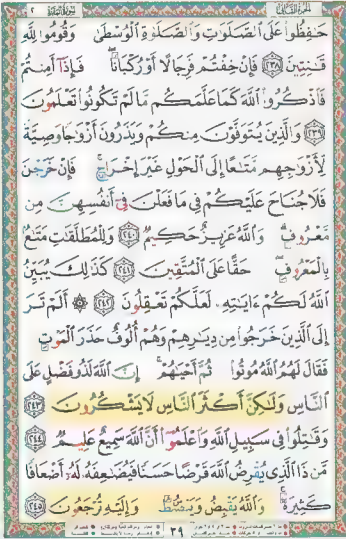 الجزء الثاني
سورة البقرة
٢
حَٰفِظُوا۟ عَلَى ٱلصَّلَوَٰتِ وَٱلصَّلَوٰةِ ٱلْوُسْطَىٰ وَقُومُوا۟ لِلَّهِ
قَٰنِتِينَ ﴿٢٣٨﴾ فَإِنْ خِفْتُمْ فَرِجَالًا أَوْ رُكْبَانًا ۖ فَإِذَآ أَمِنتُمْ
فَٱذْكُرُوا۟ ٱللَّهَ كَمَا عَلَّمَكُم مَّا لَمْ تَكُونُوا۟ تَعْلَمُونَ
﴿٢٣٩﴾ وَٱلَّذِينَ يُتَوَفَّوْنَ مِنكُمْ وَيَذَرُونَ أَزْوَٰجًا وَصِيَّةً
لِّأَزْوَٰجِهِم مَّتَٰعًا إِلَى ٱلْحَوْلِ غَيْرَ إِخْرَاجٍ ۚ فَإِنْ خَرَجْنَ
فَلَا جُنَاحَ عَلَيْكُمْ فِى مَا فَعَلْنَ فِىٓ أَنفُسِهِنَّ مِن
مَّعْرُوفٍ ۗ وَٱللَّهُ عَزِيزٌ حَكِيمٌ ﴿٢٤٠﴾ وَلِلْمُطَلَّقَٰتِ مَتَٰعٌۢ
بِٱلْمَعْرُوفِ ۖ حَقًّا عَلَى ٱلْمُتَّقِينَ ﴿٢٤١﴾ كَذَٰلِكَ يُبَيِّنُ
ٱللَّهُ لَكُمْ ءَايَٰتِهِۦ لَعَلَّكُمْ تَعْقِلُونَ ﴿٢٤٢﴾ ۞ أَلَمْ تَرَ
إِلَى ٱلَّذِينَ خَرَجُوا۟ مِن دِيَٰرِهِمْ وَهُمْ أُلُوفٌ حَذَرَ ٱلْمَوْتِ
فَقَالَ لَهُمُ ٱللَّهُ مُوتُوا۟ ثُمَّ أَحْيَٰهُمْ ۚ إِنَّ ٱللَّهَ لَذُو فَضْلٍ عَلَى
ٱلنَّاسِ وَلَٰكِنَّ أَكْثَرَ ٱلنَّاسِ لَا يَشْكُرُونَ ﴿٢٤٣﴾
وَقَٰتِلُوا۟ فِى سَبِيلِ ٱللَّهِ وَٱعْلَمُوٓا۟ أَنَّ ٱللَّهَ سَمِيعٌ عَلِيمٌ ﴿٢٤٤﴾
مَّن ذَا ٱلَّذِى يُقْرِضُ ٱللَّهَ قَرْضًا حَسَنًا فَيُضَٰعِفَهُۥ لَهُۥٓ أَضْعَافًا
كَثِيرَةً ۚ وَٱللَّهُ يَقْبِضُ وَيَبْصُۜطُ وَإِلَيْهِ تُرْجَعُونَ ﴿٢٤٥﴾
٣٩